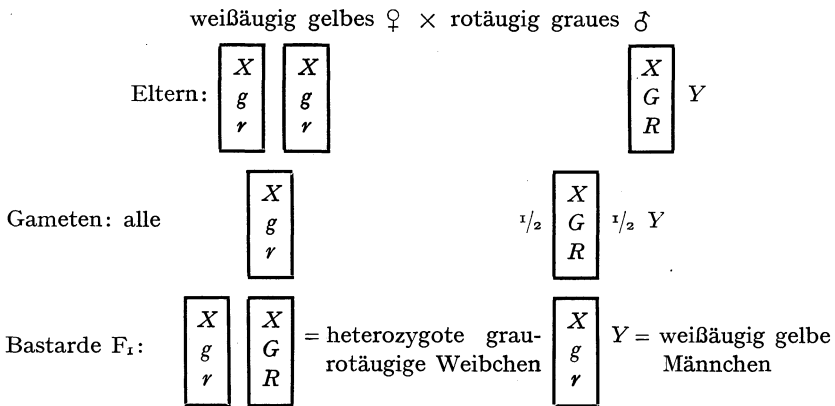 weißäugig gelbes ♀ × rotäugig graues ♂
X X X
Eltern: g g G Y
r r R
X X
Gameten: alle g 1/2 G 1/2 Y
r R
X X = heterozygote grau- X Y = weißäugig gelbe
Bastarde F1: g G rotäugige Weibchen g Männchen
r R r